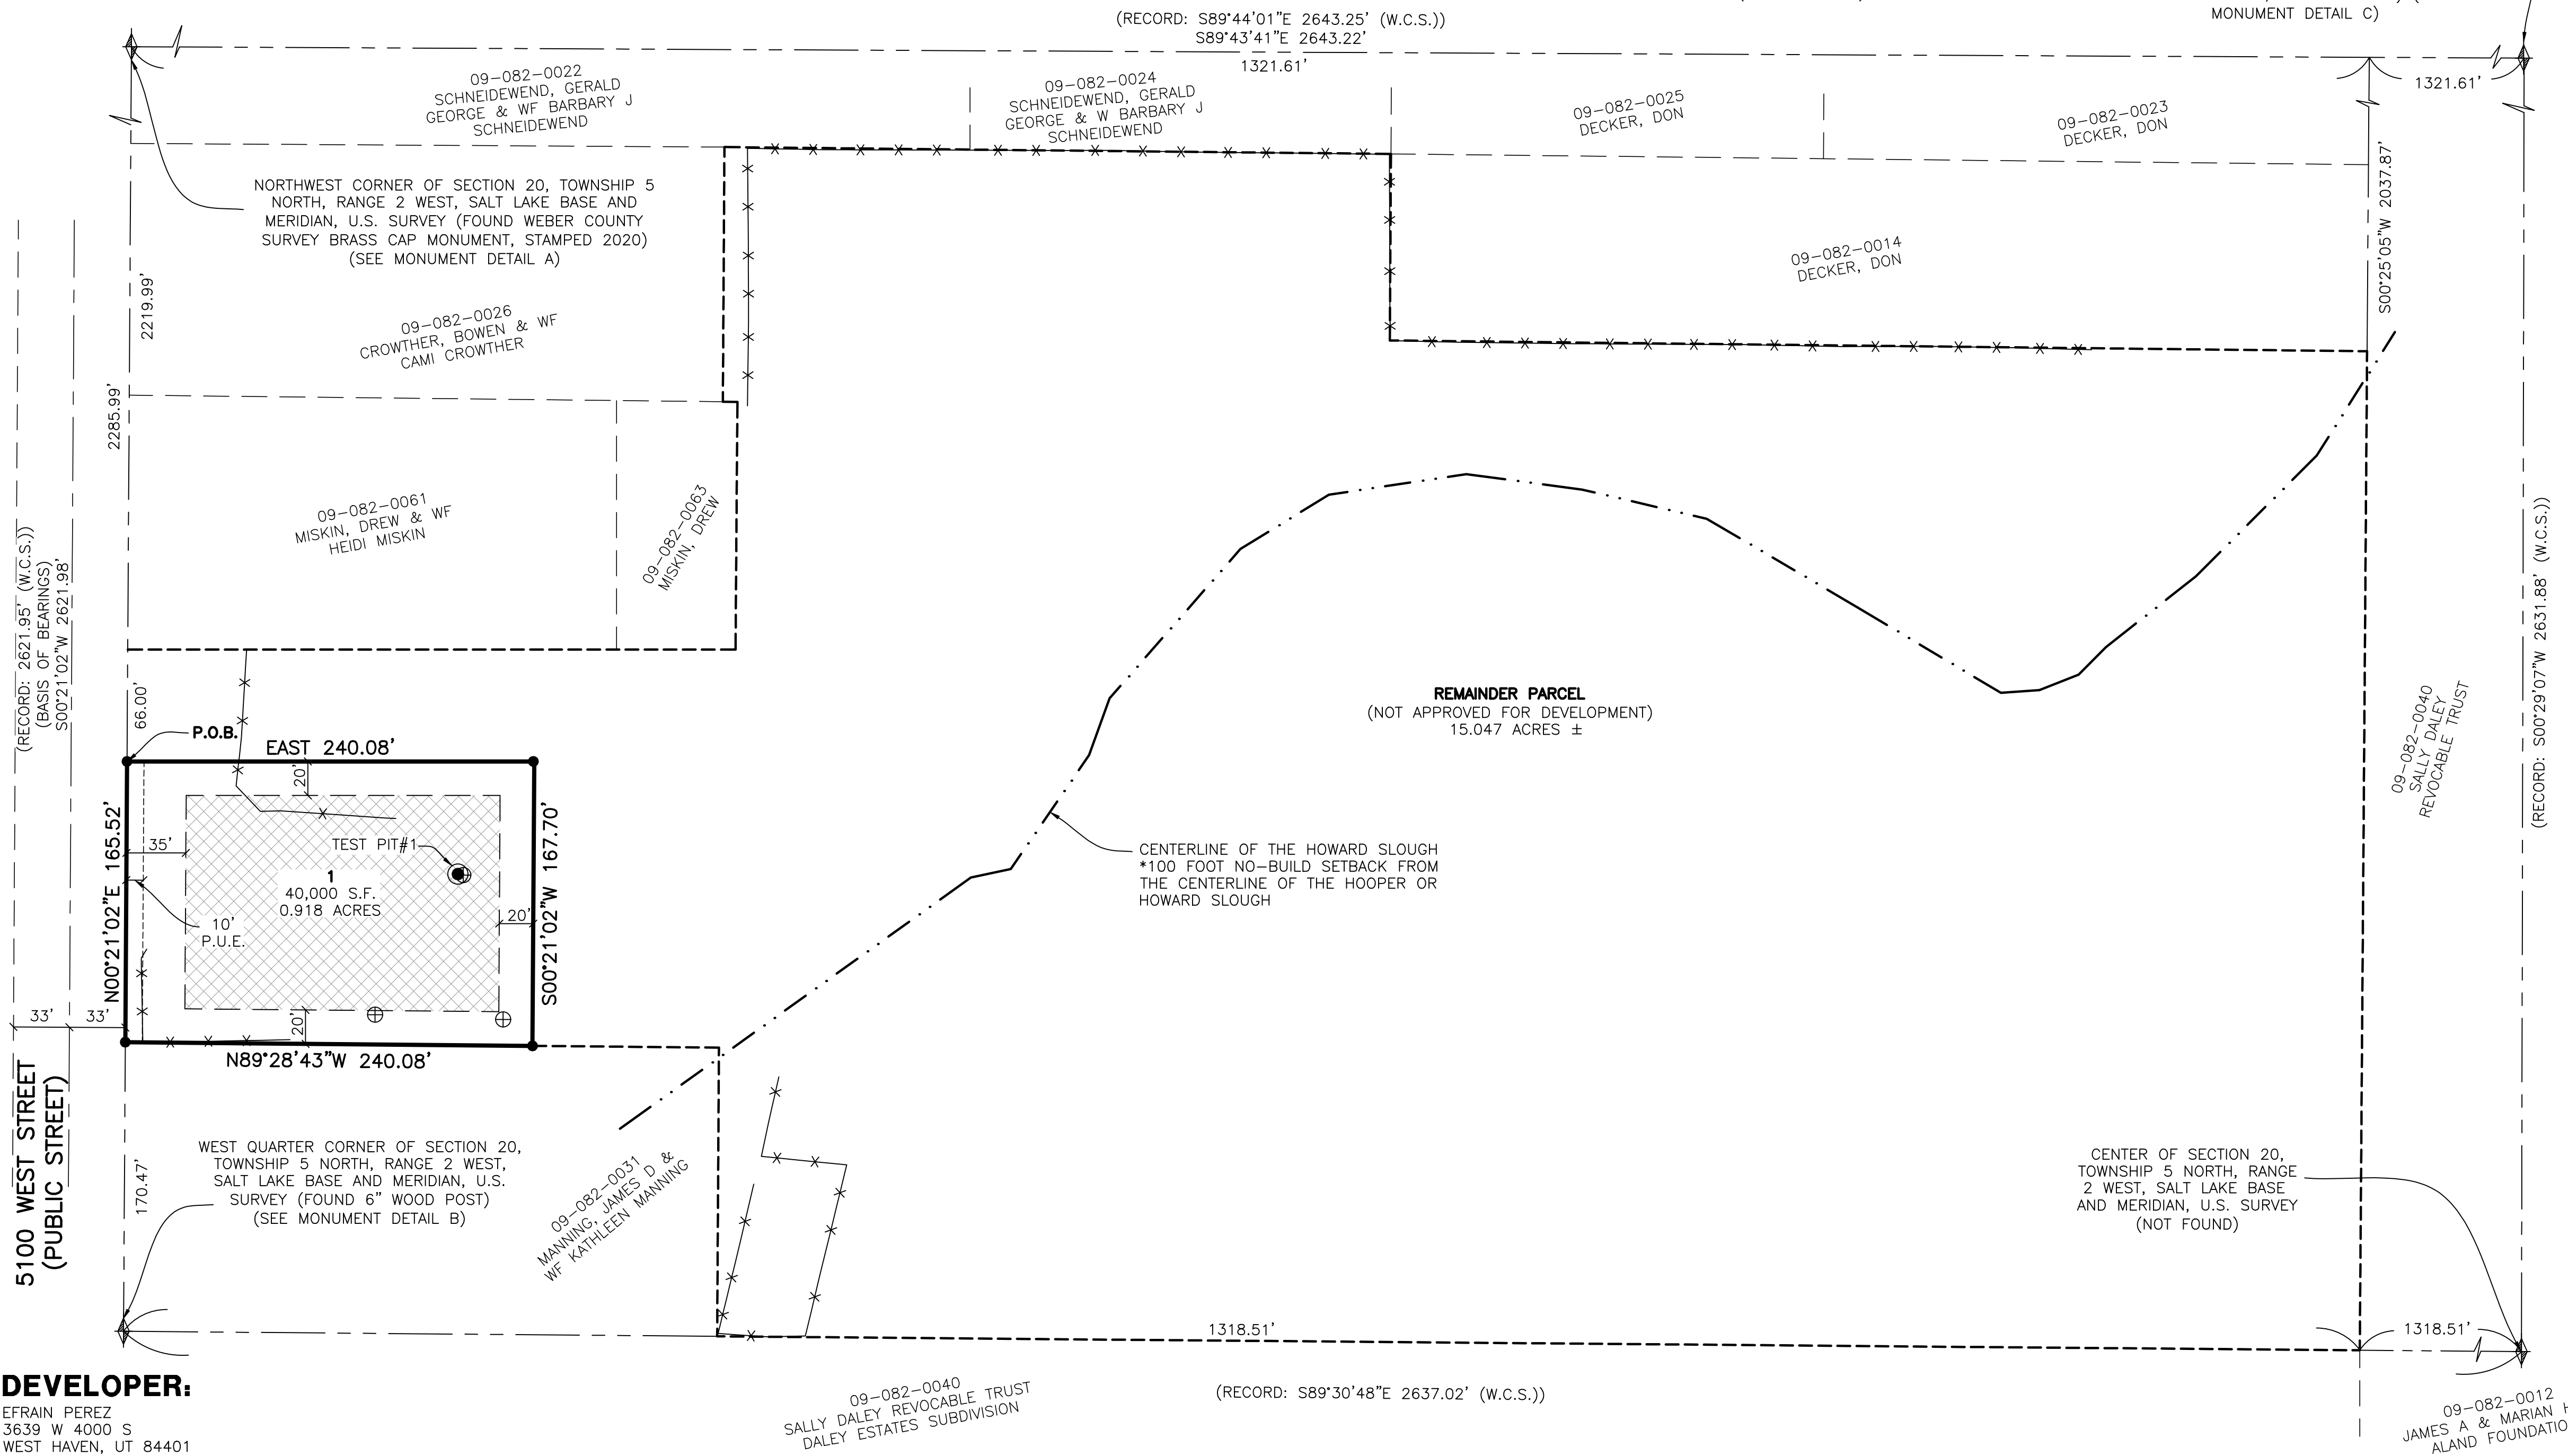 (RECORD: S89°44'01"E 2643.25' (W.C.S.))
S89°43'41"E 2643.22'
1321.61'
MONUMENT DETAIL C)
1321.61'
09-082-0022
SCHNEIDEWEND, GERALD
GEORGE & WF BARBARY J
SCHNEIDEWEND
09-082-0024
SCHNEIDEWEND, GERALD
GEORGE & W BARBARY J
SCHNEIDEWEND
09-082-0025
DECKER, DON
09-082-0023
DECKER, DON
NORTHWEST CORNER OF SECTION 20, TOWNSHIP 5
NORTH, RANGE 2 WEST, SALT LAKE BASE AND
MERIDIAN, U.S. SURVEY (FOUND WEBER COUNTY
SURVEY BRASS CAP MONUMENT, STAMPED 2020)
(SEE MONUMENT DETAIL A)
S00°25'05"W 2037.87'
09-082-0014
DECKER, DON
2219.99'
2285.99'
09-082-0026
CROWTHER, BOWEN & WF
CAMI CROWTHER
09-082-0061
MISKIN, DREW & WF
HEIDI MISKIN
09-082-0063
MISKIN, DREW
(RECORD: 2621.95' (W.C.S.))
(BASIS OF BEARINGS)
S00°21'02"W 2621.98'
(RECORD: S00°29'07"W 2631.88' (W.C.S.))
66.00'
P.O.B.
EAST 240.08'
20'
N00°21'02"E 165.52'
35'
TEST PIT#1
1
40,000 S.F.
0.918 ACRES
10'
P.U.E.
20'
S00°21'02"W 167.70'
20'
33'
33'
N89°28'43"W 240.08'
REMAINDER PARCEL
(NOT APPROVED FOR DEVELOPMENT)
15.047 ACRES ±
09-082-0040
SALLY DALEY
REVOCABLE TRUST
CENTERLINE OF THE HOWARD SLOUGH
*100 FOOT NO-BUILD SETBACK FROM
THE CENTERLINE OF THE HOOPER OR
HOWARD SLOUGH
5100 WEST STREET
(PUBLIC STREET)
170.47'
WEST QUARTER CORNER OF SECTION 20,
TOWNSHIP 5 NORTH, RANGE 2 WEST,
SALT LAKE BASE AND MERIDIAN, U.S.
SURVEY (FOUND 6" WOOD POST)
(SEE MONUMENT DETAIL B)
09-082-0031
MANNING, JAMES D &
WF KATHLEEN MANNING
CENTER OF SECTION 20,
TOWNSHIP 5 NORTH, RANGE
2 WEST, SALT LAKE BASE
AND MERIDIAN, U.S. SURVEY
(NOT FOUND)
1318.51'
1318.51'
DEVELOPER:
EFRAIN PEREZ
3639 W 4000 S
WEST HAVEN, UT 84401
09-082-0040
SALLY DALEY REVOCABLE TRUST
DALEY ESTATES SUBDIVISION
(RECORD: S89°30'48"E 2637.02' (W.C.S.))
09-082-0012
JAMES A & MARIAN
ALAND